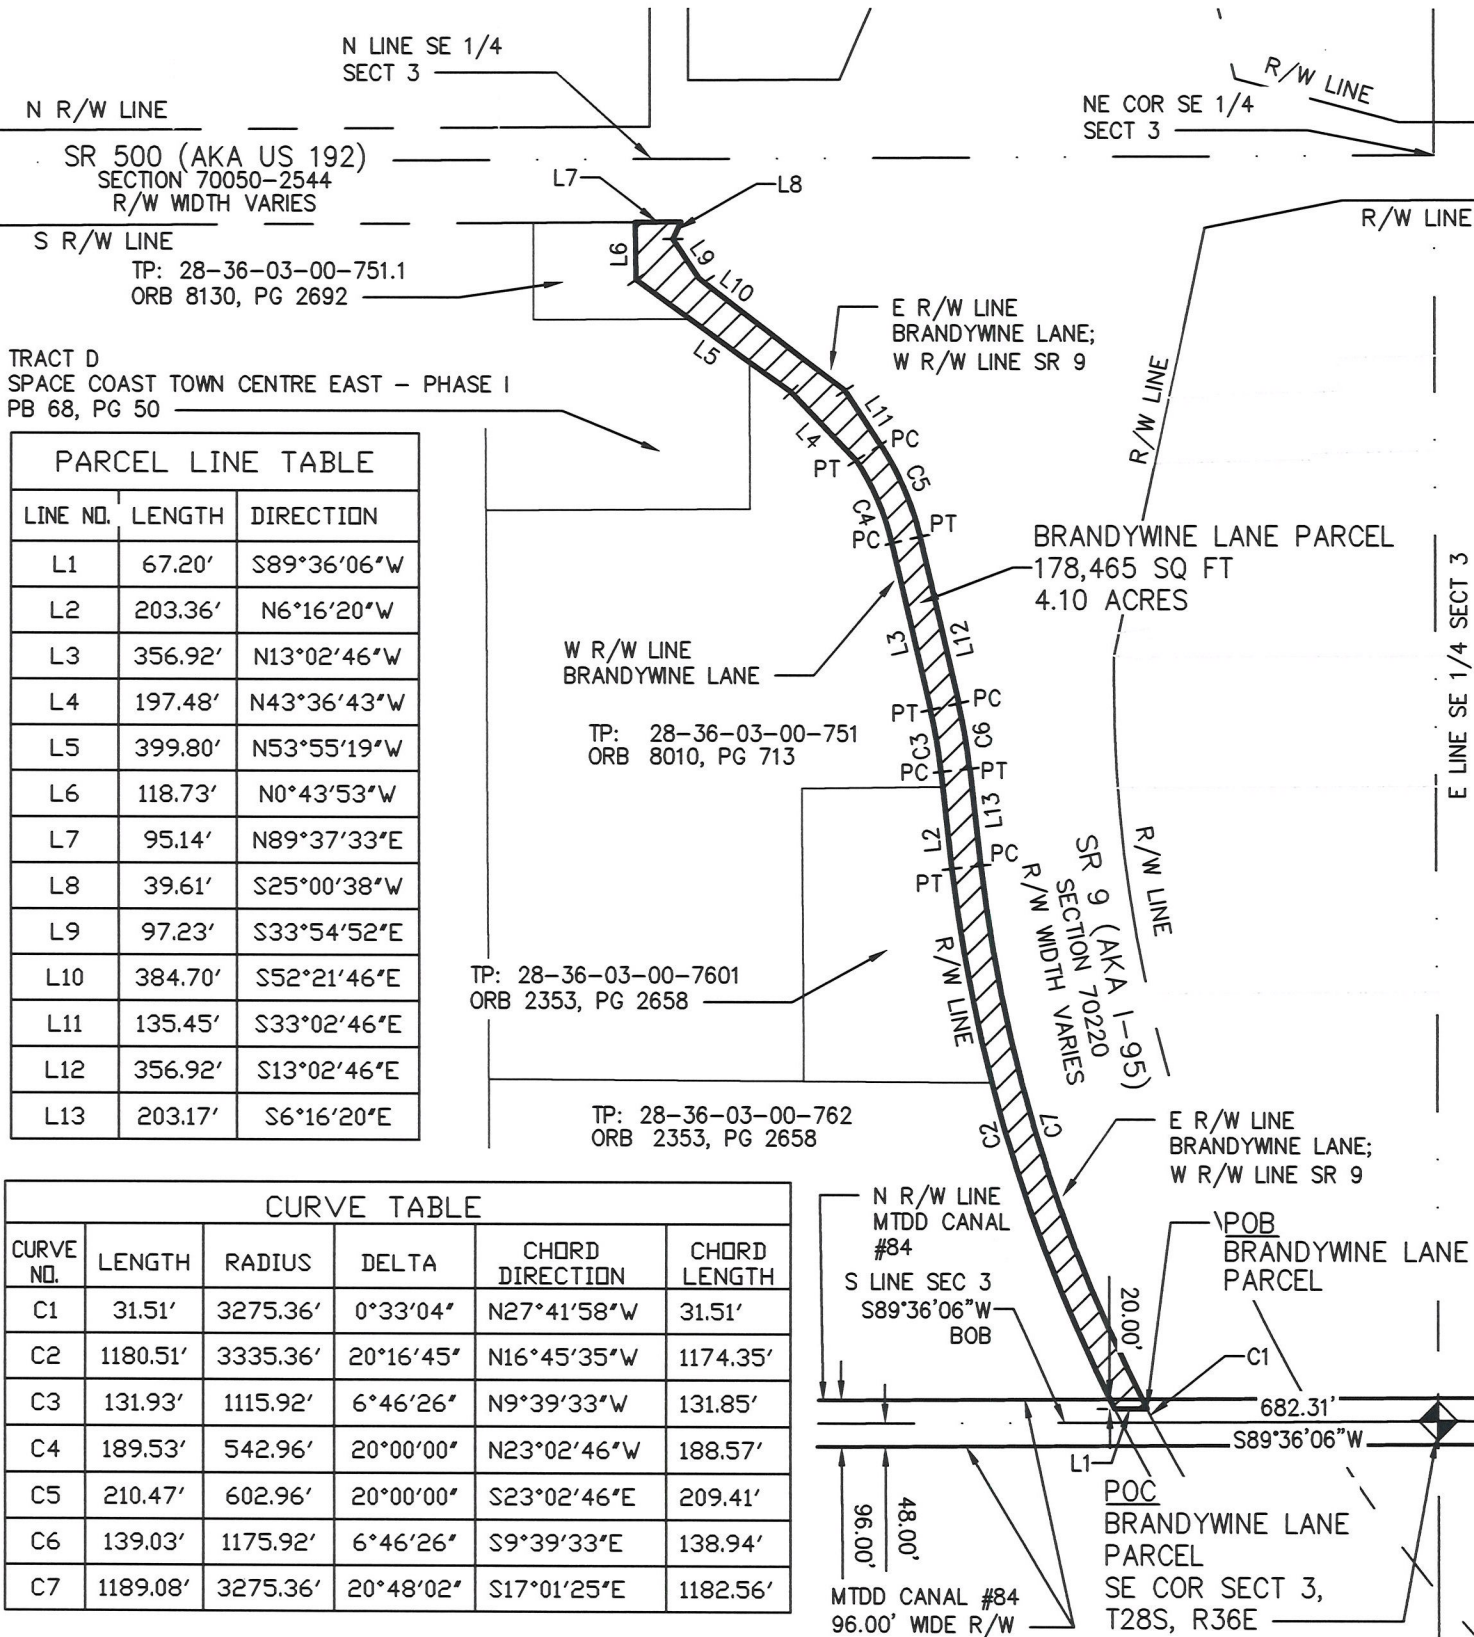 N LINE SE 1/4
SECT 3
N R/W LINE
SR 500 (AKA US 192)
SECTION 70050-2544
R/W WIDTH VARIES
S R/W LINE
R/W LINE
NE COR SE 1/4
SECT 3
R/W LINE
L7
L8
L6
L9
L10
TP: 28-36-03-00-751.1
ORB 8130, PG 2692
E R/W LINE
BRANDYWINE LANE;
W R/W LINE SR 9
L5
TRACT D
SPACE COAST TOWN CENTRE EAST - PHASE I
PB 68, PG 50
L11
L4
PC
PT
C5
C4
PC
PT
R/W LINE
BRANDYWINE LANE PARCEL
178,465 SQ FT
4.10 ACRES
E LINE SE 1/4 SECT 3
PARCEL LINE TABLE
LINE NO. LENGTH DIRECTION
L1 67.20' S89°36'06"W
L2 203.36' N6°16'20"W
L3 356.92' N13°02'46"W
L4 197.48' N43°36'43"W
L5 399.80' N53°55'19"W
L6 118.73' N0°43'53"W
L7 95.14' N89°37'33"E
L8 39.61' S25°00'38"W
L9 97.23' S33°54'52"E
L10 384.70' S52°21'46"E
L11 135.45' S33°02'46"E
L12 356.92' S13°02'46"E
L13 203.17' S6°16'20"E
W R/W LINE
BRANDYWINE LANE
L3
L12
TP: 28-36-03-00-751
ORB 8010, PG 713
PT
PC
C3
C6
PC
PT
L2
L13
PT
PC
R/W LINE
SR 9 (AKA I-95)
SECTION 70220
R/W WIDTH VARIES
R/W LINE
TP: 28-36-03-00-7601
ORB 2353, PG 2658
TP: 28-36-03-00-762
ORB 2353, PG 2658
C2
C7
E R/W LINE
BRANDYWINE LANE;
W R/W LINE SR 9
CURVE TABLE
CURVE NO. LENGTH RADIUS DELTA CHORD DIRECTION CHORD LENGTH
C1 31.51' 3275.36' 0°33'04" N27°41'58"W 31.51'
C2 1180.51' 3335.36' 20°16'45" N16°45'35"W 1174.35'
C3 131.93' 1115.92' 6°46'26" N9°39'33"W 131.85'
C4 189.53' 542.96' 20°00'00" N23°02'46"W 188.57'
C5 210.47' 602.96' 20°00'00" S23°02'46"E 209.41'
C6 139.03' 1175.92' 6°46'26" S9°39'33"E 138.94'
C7 1189.08' 3275.36' 20°48'02" S17°01'25"E 1182.56'
N R/W LINE
MTDD CANAL
#84
S LINE SEC 3
S89°36'06"W
BOB
POB
BRANDYWINE LANE
PARCEL
20.00'
C1
682.31'
S89°36'06"W
L1
48.00'
96.00'
MTDD CANAL #84
96.00' WIDE R/W
POC
BRANDYWINE LANE
PARCEL
SE COR SECT 3,
T28S, R36E